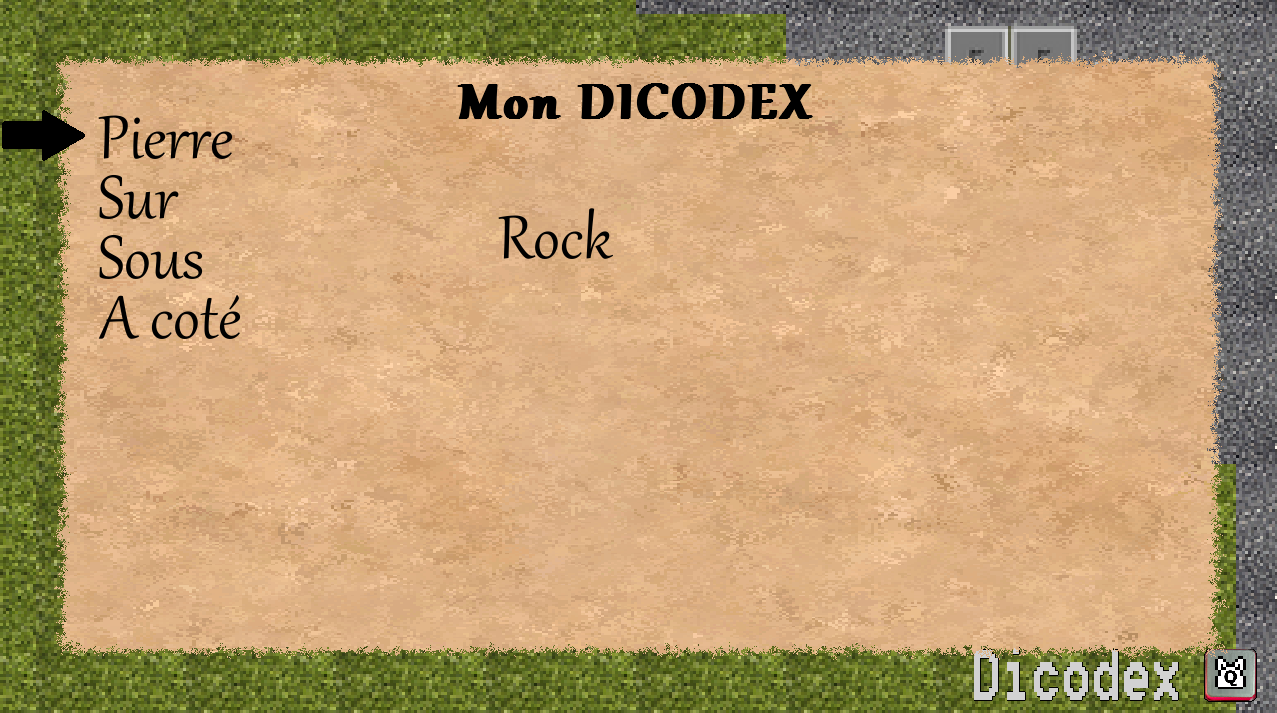 Mon DICODEX
Pierre
Sur
Sous
A coté
Rock
Dicodex
Q